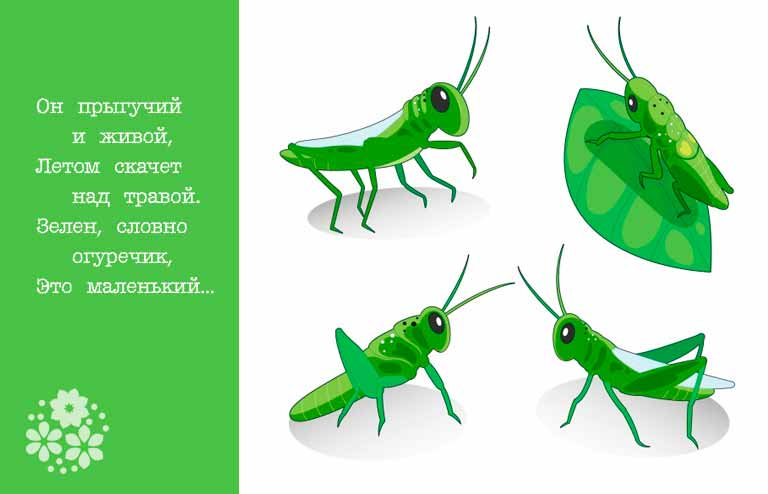 Он прыгучий
и живой,
Летом скачет
над травой.
Зелен, словно
огуречик,
Это маленький...